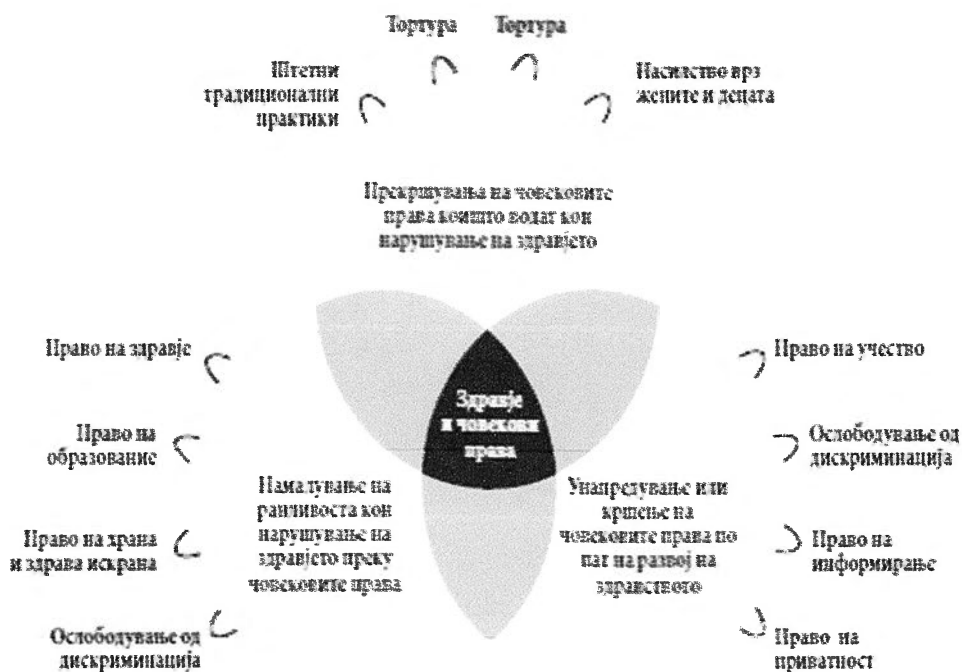 Тортура
Тортура
Штетни
традиционални
практики
Насилство врз
жените и децата
Прекршувања на човековите
права коишто водат кон
нарушување на здравјето
Право на здравје
Право на
образование
Право на храна
и здрава исхрана
Ослободување од
дискриминација
Намалување на
ранливоста кон
нарушување на
здравјето преку
човековите права
Здравје
и човекови
права
Унапредување или
кршење на
човековите права по
пат на развој на
здравството
Право на учество
Ослободување од
дискриминација
Право на
информирање
Право на
приватност